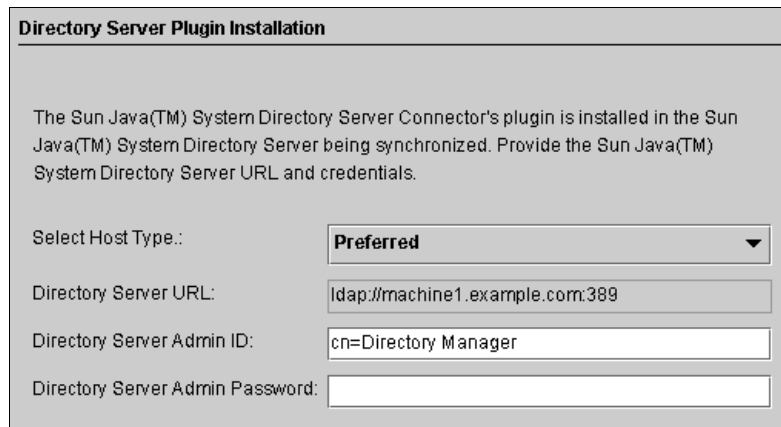 Directory Server Plugin Installation
The Sun Java(TM) System Directory Server Connector's plugin is installed in the Sun
Java(TM) System Directory Server being synchronized. Provide the Sun Java(TM)
System Directory Server URL and credentials.
Select Host Type.: Preferred
Directory Server URL: ldap://machine1.example.com:389
Directory Server Admin ID: cn=Directory Manager
Directory Server Admin Password: